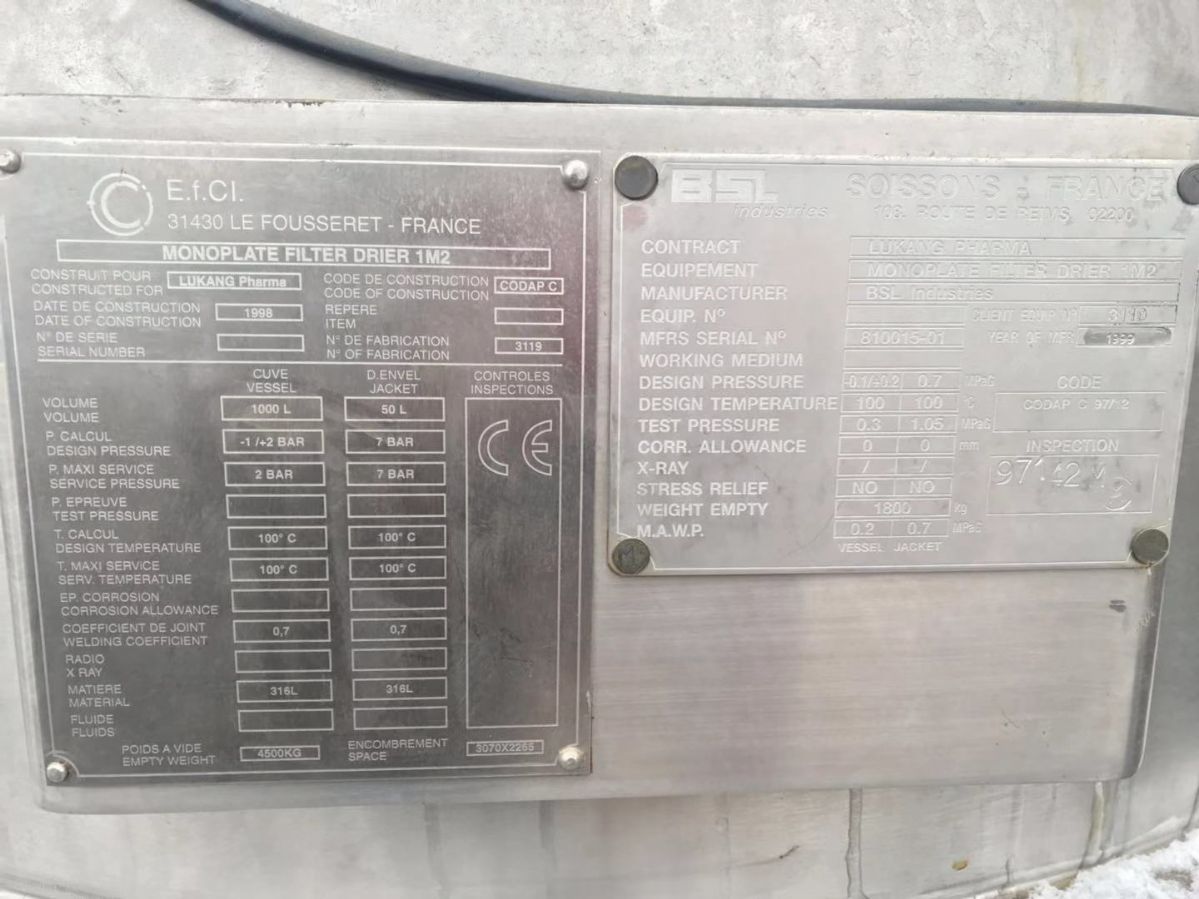 E.f.Cl.
31430 LE FOUSSERET - FRANCE
MONOPLATE FILTER DRIER 1M2
CONSTRUIT POUR
CONSTRUCTED FOR
LUKANG Pharma
CODE DE CONSTRUCTION
CODE OF CONSTRUCTION
CODAP C
DATE DE CONSTRUCTION
DATE OF CONSTRUCTION
1998
REPERE
ITEM
N° DE SERIE
SERIAL NUMBER
N° DE FABRICATION
N° OF FABRICATION
3119
CUVE
VESSEL
D.ENVEL
JACKET
CONTROLES
INSPECTIONS
VOLUME
VOLUME
1000 L
50 L
P. CALCUL
DESIGN PRESSURE
-1 /+2 BAR
7 BAR
CE
P. MAXI SERVICE
SERVICE PRESSURE
2 BAR
7 BAR
P. EPREUVE
TEST PRESSURE
T. CALCUL
DESIGN TEMPERATURE
100° C
100° C
T. MAXI SERVICE
SERV. TEMPERATURE
100° C
100° C
EP. CORROSION
CORROSION ALLOWANCE
COEFFICIENT DE JOINT
WELDING COEFFICIENT
0,7
0,7
RADIO
X RAY
MATIERE
MATERIAL
316L
316L
FLUIDE
FLUIDS
POIDS A VIDE
EMPTY WEIGHT
4500KG
ENCOMBREMENT
SPACE
3070X2265
BSL
industries
SOISSONS - FRANCE
ROUTE DE REIMS, 02200
CONTRACT LUKANG PHARMA
EQUIPEMENT MONOPLATE FILTER DRIER 1M2
MANUFACTURER BSL Industries
EQUIP. N° CLIENT EQUIP N°
MFRS SERIAL N° 810015-01 YEAR OF MFR. 1999
WORKING MEDIUM
DESIGN PRESSURE -0.1/+0.2 0.7 MPaG CODE
DESIGN TEMPERATURE 100 100 °C CODAP C 97/12
TEST PRESSURE 0.3 1.05 MPaG
CORR. ALLOWANCE 0 0 mm INSPECTION
X-RAY / /
STRESS RELIEF NO NO
WEIGHT EMPTY 1800 kg
M.A.W.P. 0.2 0.7 MPaG
VESSEL JACKET